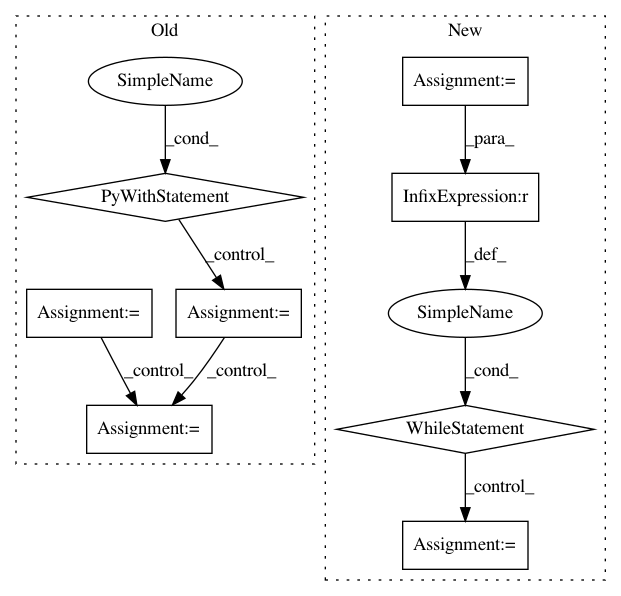 Old
SimpleName
_cond_
PyWithStatement
_control_
Assignment:=
Assignment:=
_control_
_control_
Assignment:=
New
Assignment:=
_para_
InfixExpression:r
_def_
SimpleName
_cond_
WhileStatement
_control_
Assignment:=